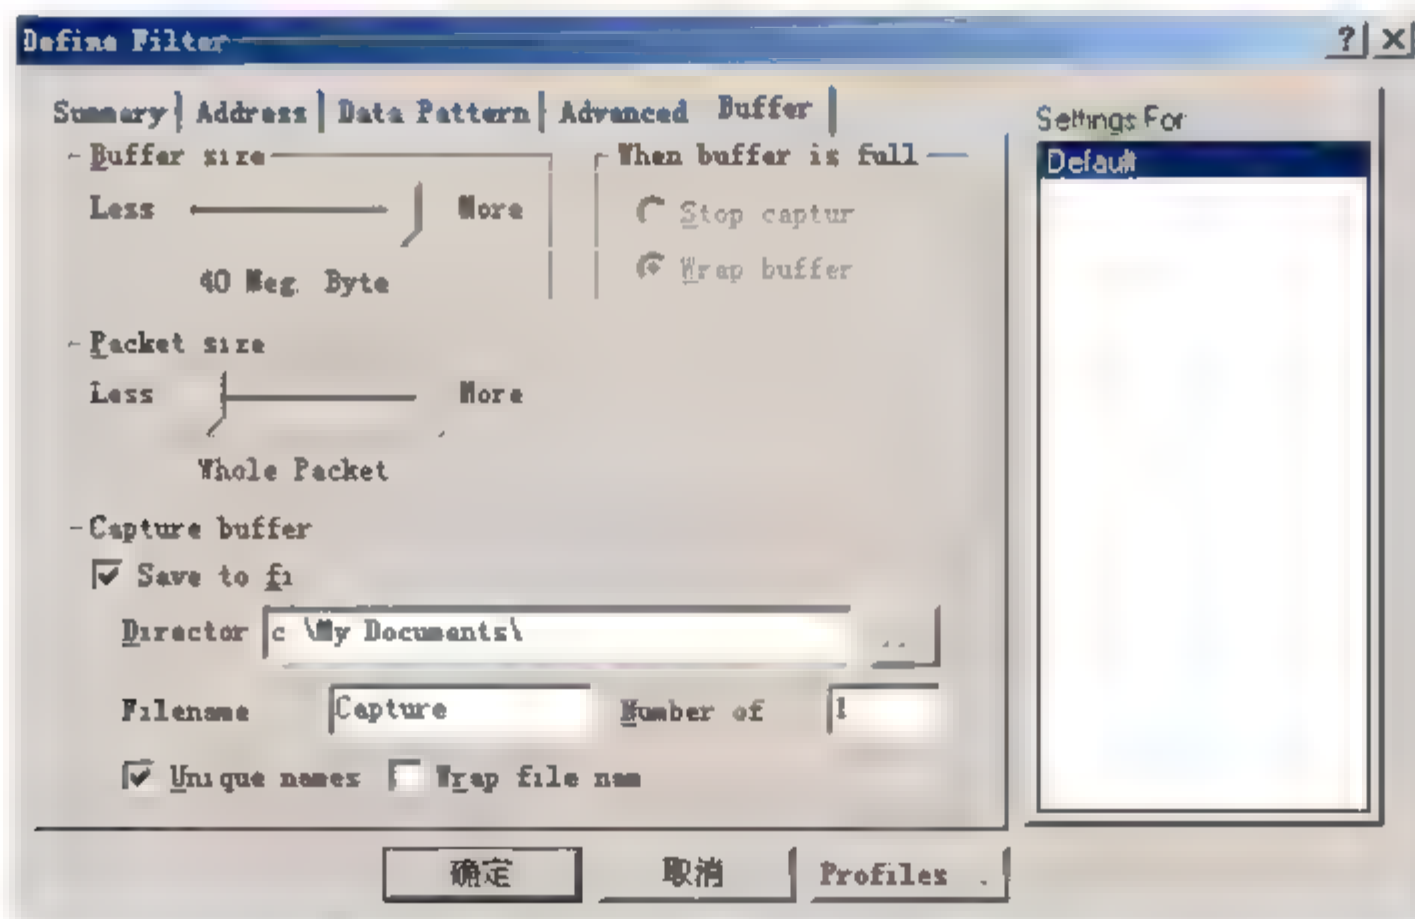 Define Filter
Summary Address Data Pattern Advanced Buffer
Buffer size
Less More
40 Meg. Byte
When buffer is full
Stop captur
Wrap buffer
Packet size
Less More
Whole Packet
Capture buffer
Save to fi
Director c \My Documents\ ..
Filename Capture Number of 1
Unique names Wrap file nam
Settings For
Default
确定 取消 Profiles .